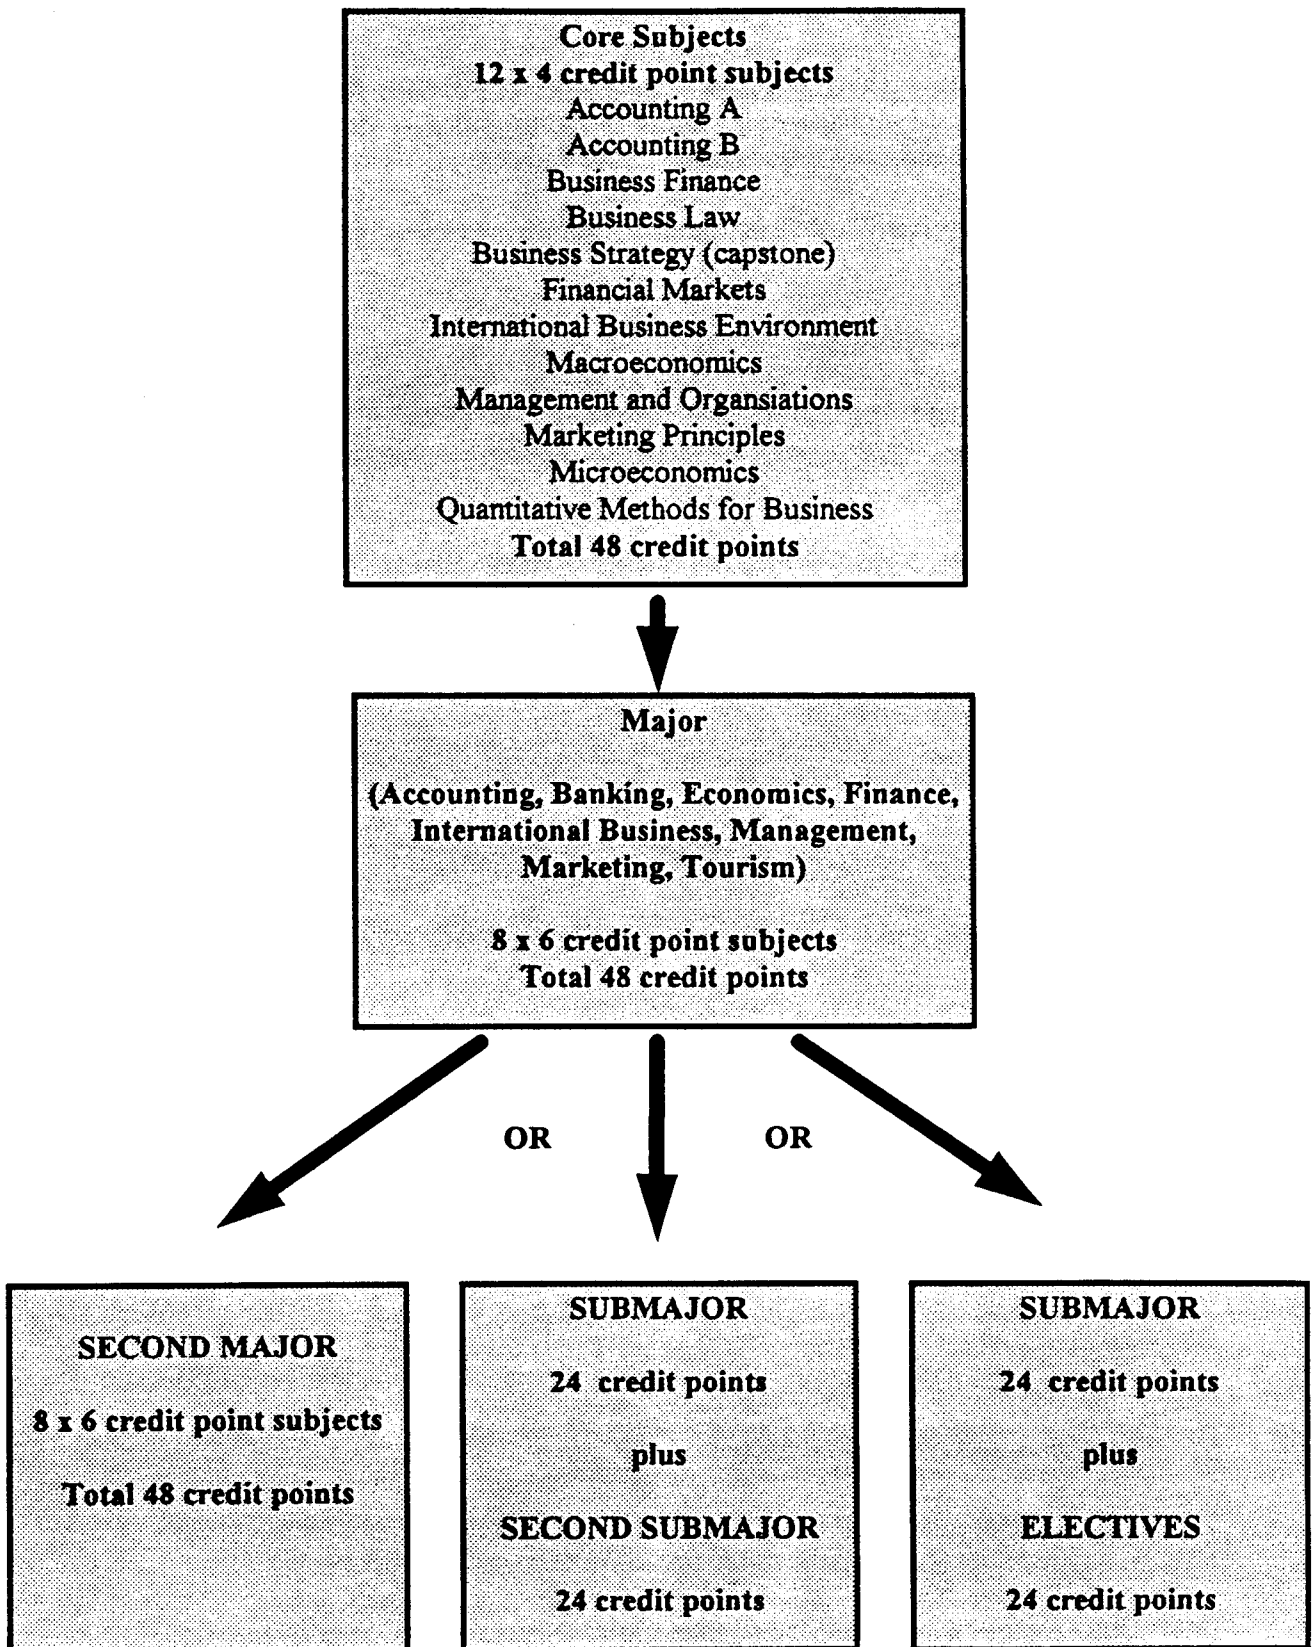 Core Subjects
12 x 4 credit point subjects
Accounting A
Accounting B
Business Finance
Business Law
Business Strategy (capstone)
Financial Markets
International Business Environment
Macroeconomics
Management and Organsiations
Marketing Principles
Microeconomics
Quantitative Methods for Business
Total 48 credit points
Major
(Accounting, Banking, Economics, Finance,
International Business, Management,
Marketing, Tourism)
8 x 6 credit point subjects
Total 48 credit points
OR
OR
SECOND MAJOR
8 x 6 credit point subjects
Total 48 credit points
SUBMAJOR
24 credit points
plus
SECOND SUBMAJOR
24 credit points
SUBMAJOR
24 credit points
plus
ELECTIVES
24 credit points